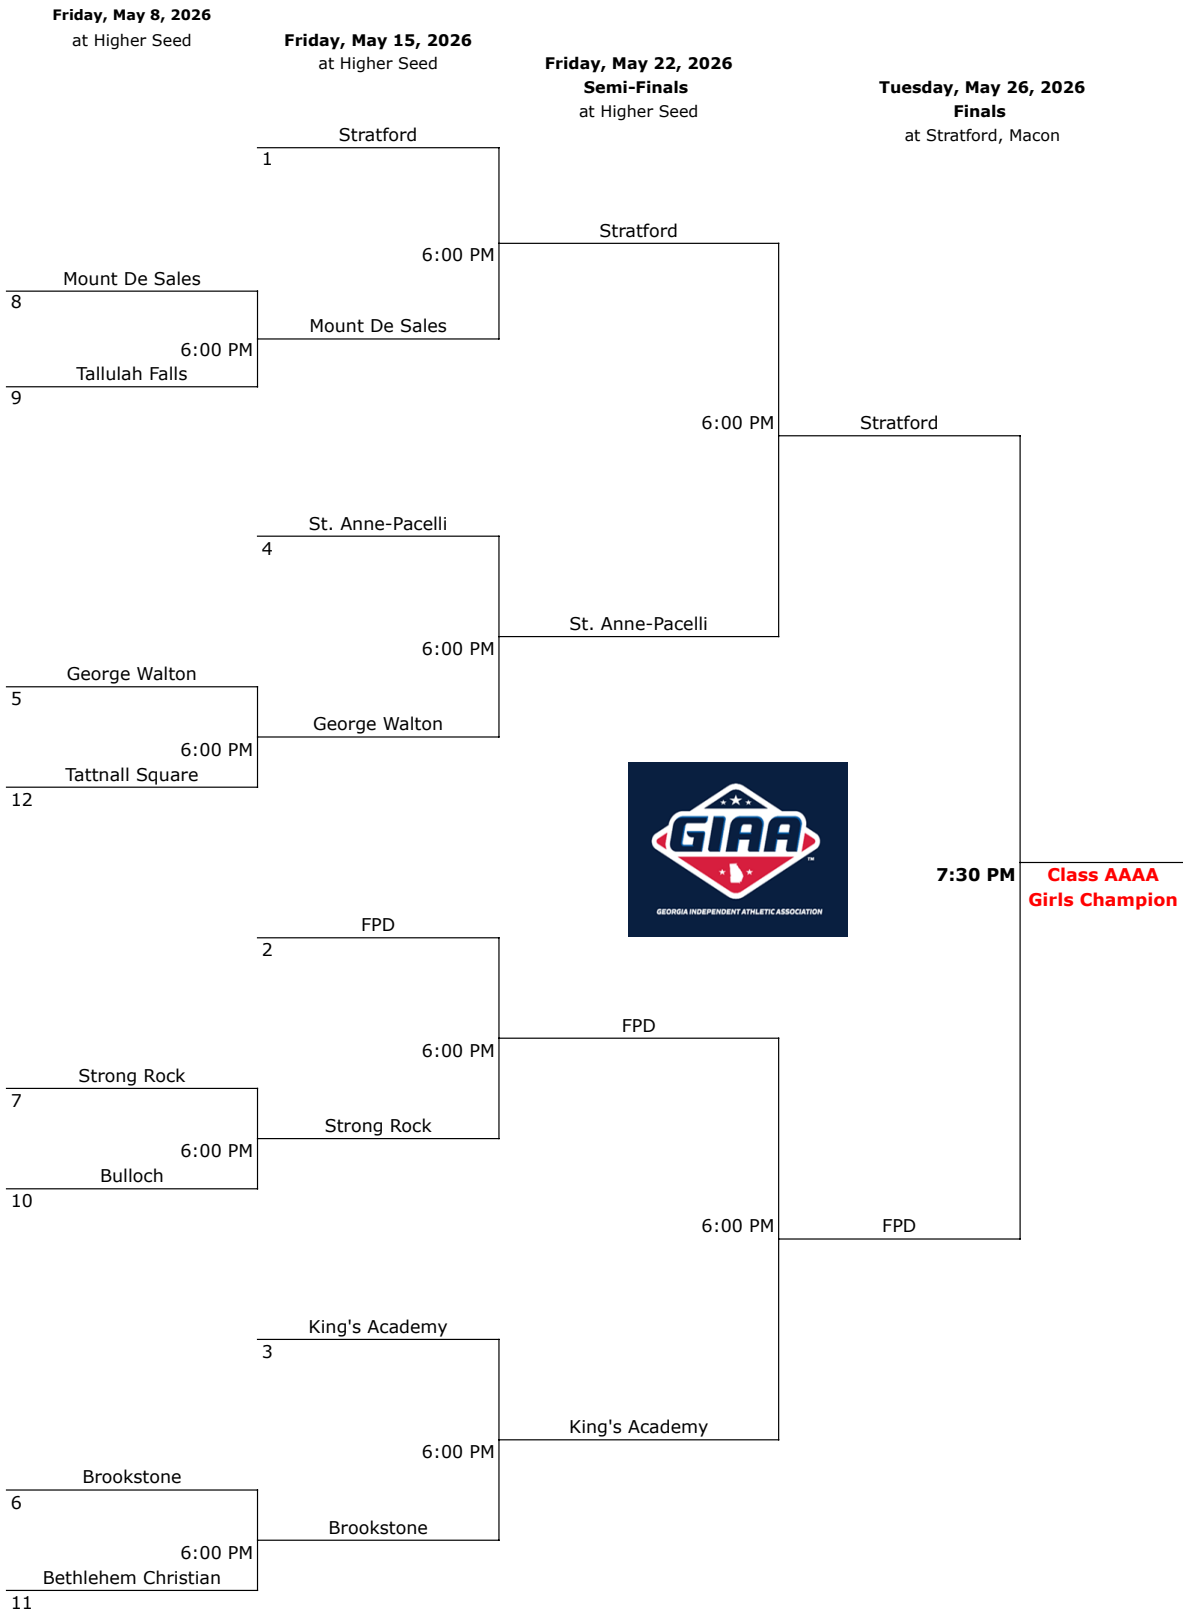 Friday, May 8, 2026
at Higher Seed
Friday, May 15, 2026
at Higher Seed
Friday, May 22, 2026
Semi-Finals
at Higher Seed
Tuesday, May 26, 2026
Finals
at Stratford, Macon
Stratford
1
Stratford
6:00 PM
Mount De Sales
8
Mount De Sales
6:00 PM
Tallulah Falls
9
6:00 PM
Stratford
St. Anne-Pacelli
4
St. Anne-Pacelli
6:00 PM
George Walton
5
George Walton
6:00 PM
Tattnall Square
12
GIAA
TM
GEORGIA INDEPENDENT ATHLETIC ASSOCIATION
7:30 PM
Class AAAA
Girls Champion
FPD
2
FPD
6:00 PM
Strong Rock
7
Strong Rock
6:00 PM
Bulloch
10
6:00 PM
FPD
King's Academy
3
King's Academy
6:00 PM
Brookstone
6
Brookstone
6:00 PM
Bethlehem Christian
11